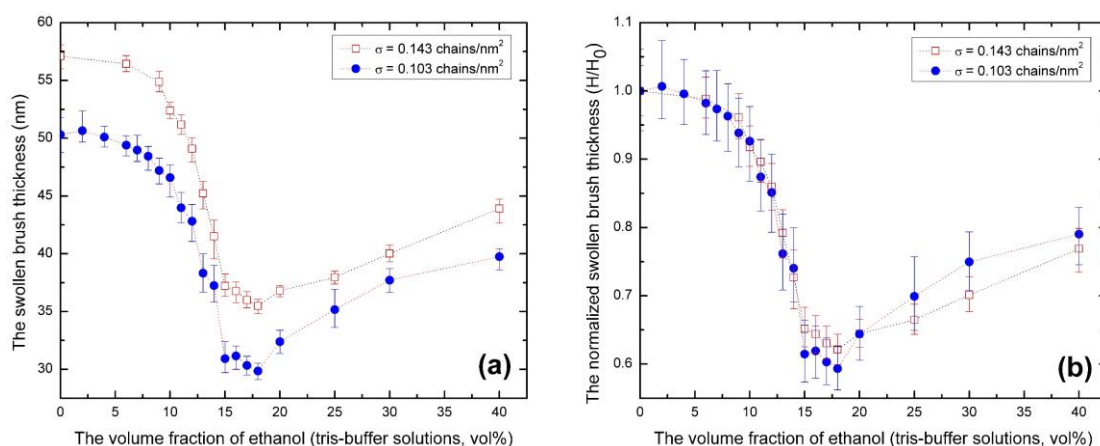 The swollen brush thickness (nm)
60
55
50
45
40
35
30
σ = 0.143 chains/nm²
σ = 0.103 chains/nm²
(a)
0 5 10 15 20 25 30 35 40
The volume fraction of ethanol (tris-buffer solutions, vol%)
The normalized swollen brush thickness (H/H₀)
1.1
1.0
0.9
0.8
0.7
0.6
σ = 0.143 chains/nm²
σ = 0.103 chains/nm²
(b)
0 5 10 15 20 25 30 35 40
The volume fraction of ethanol (tris-buffer solutions, vol%)